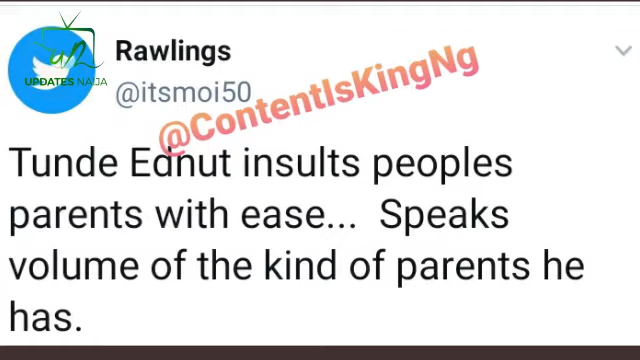 un
UPDATES NAIJA
Rawlings
@itsmoi50
@ContentIsKingNg
Tunde Ednut insults peoples
parents with ease... Speaks
volume of the kind of parents he
has.